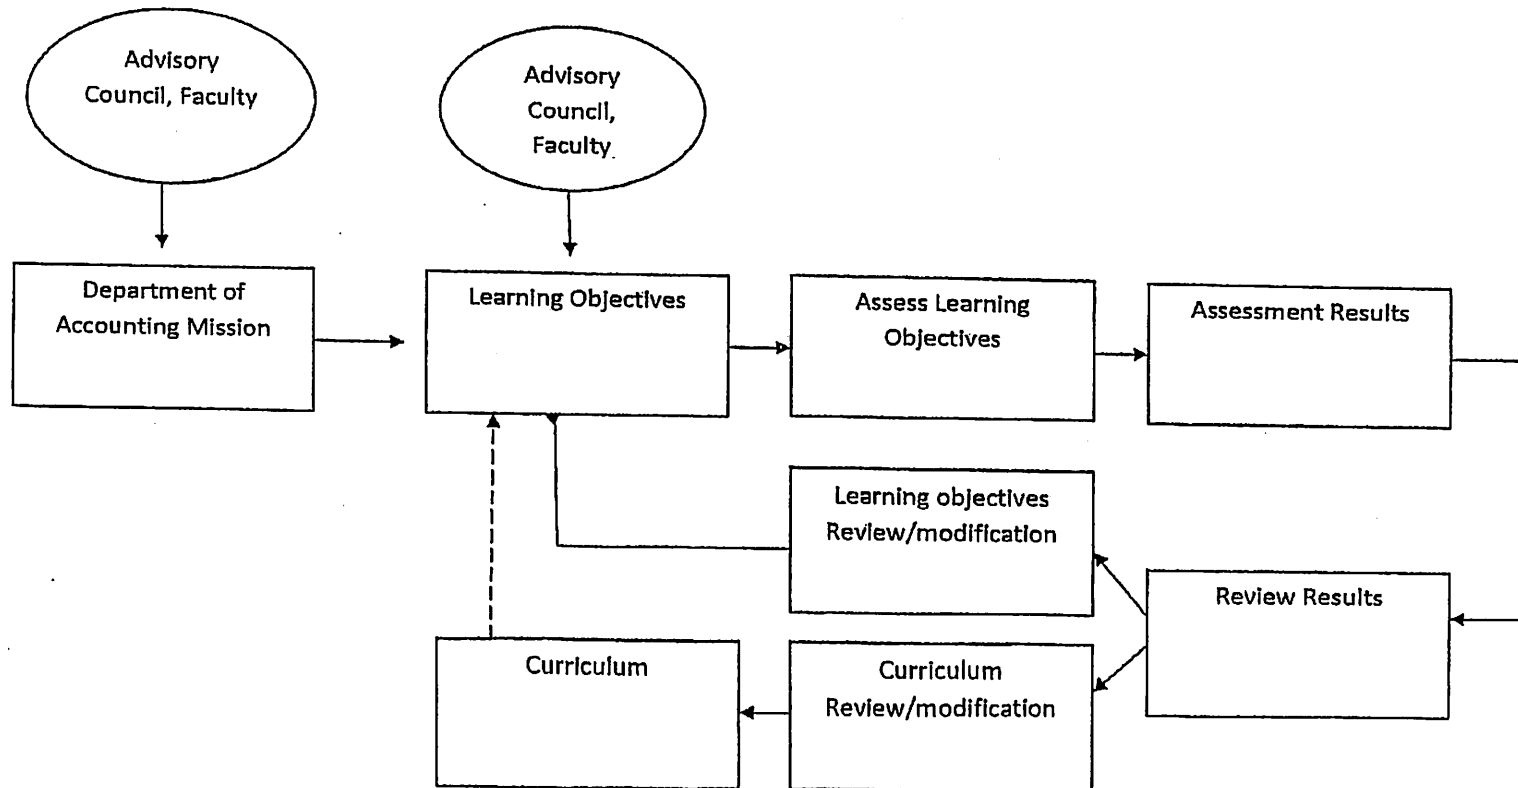 Advisory
Council, Faculty
Advisory
Council,
Faculty
Department of
Accounting Mission
Learning Objectives
Assess Learning
Objectives
Assessment Results
Learning objectives
Review/modification
Review Results
Curriculum
Curriculum
Review/modification